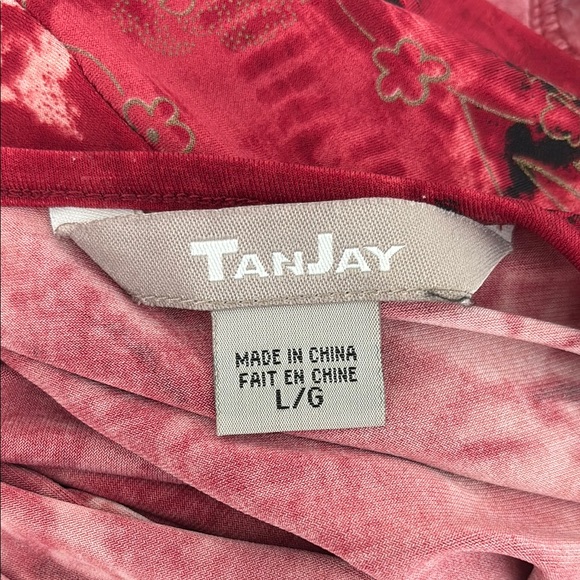 TANJAY
MADE IN CHINA
FAIT EN CHINE
L/G